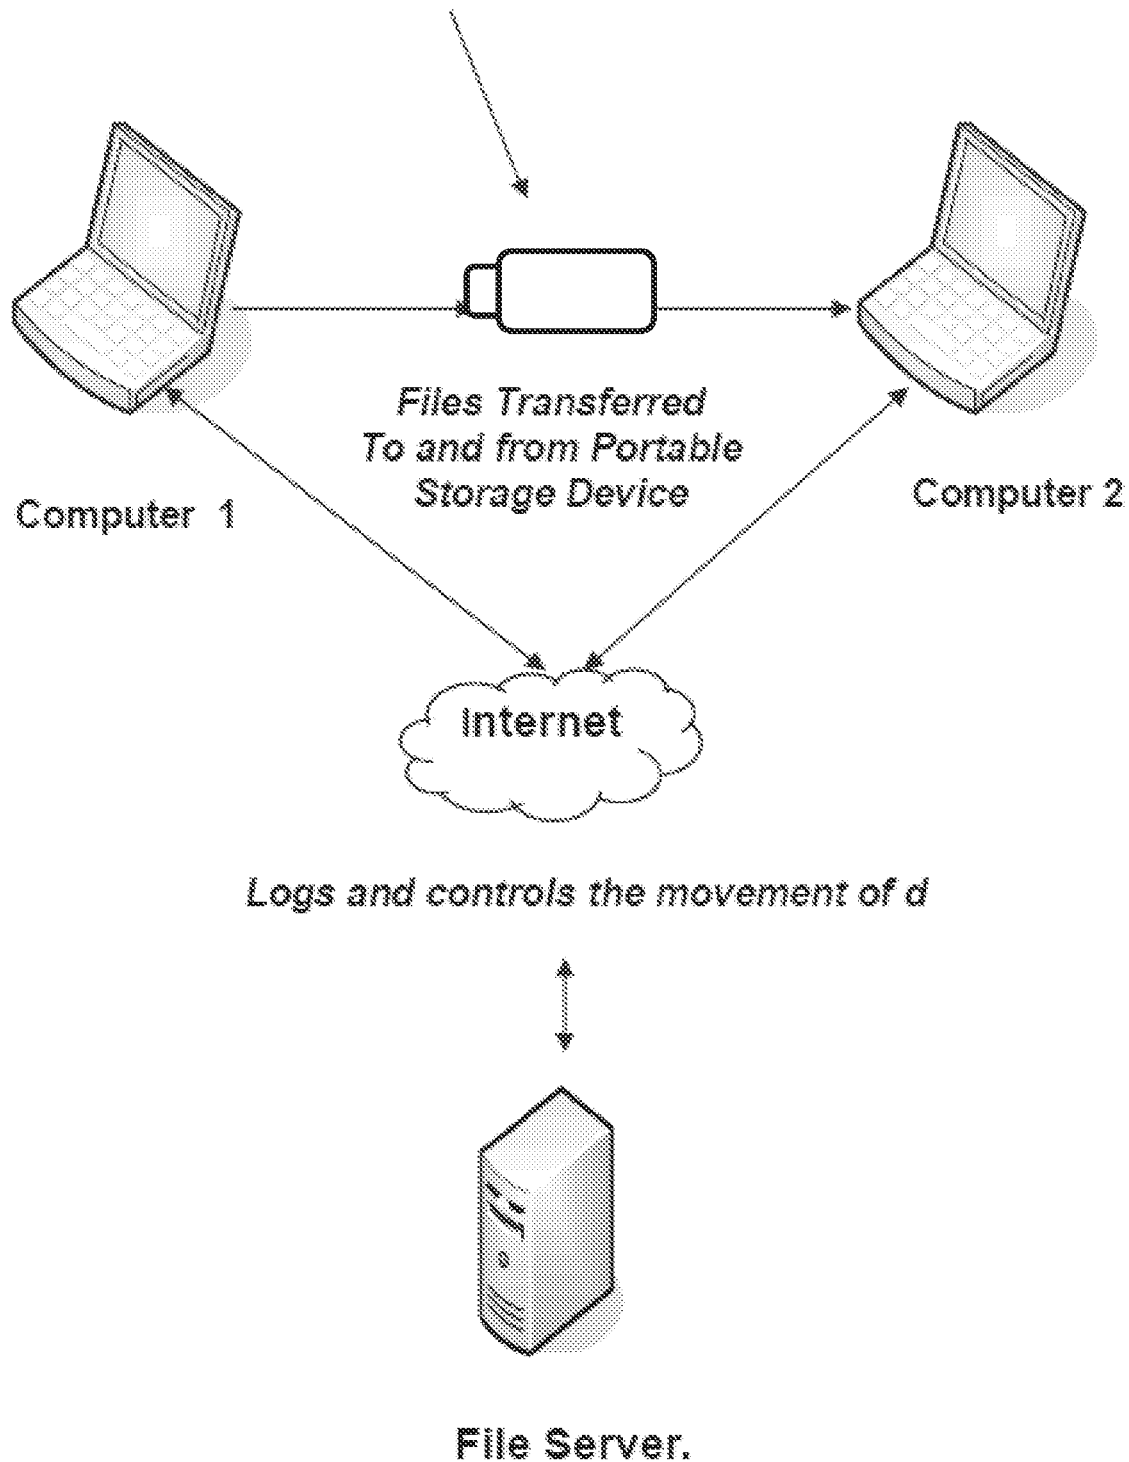 Files Transferred
To and from Portable
Storage Device
Computer 1
Computer 2
Internet
Logs and controls the movement of d
File Server.